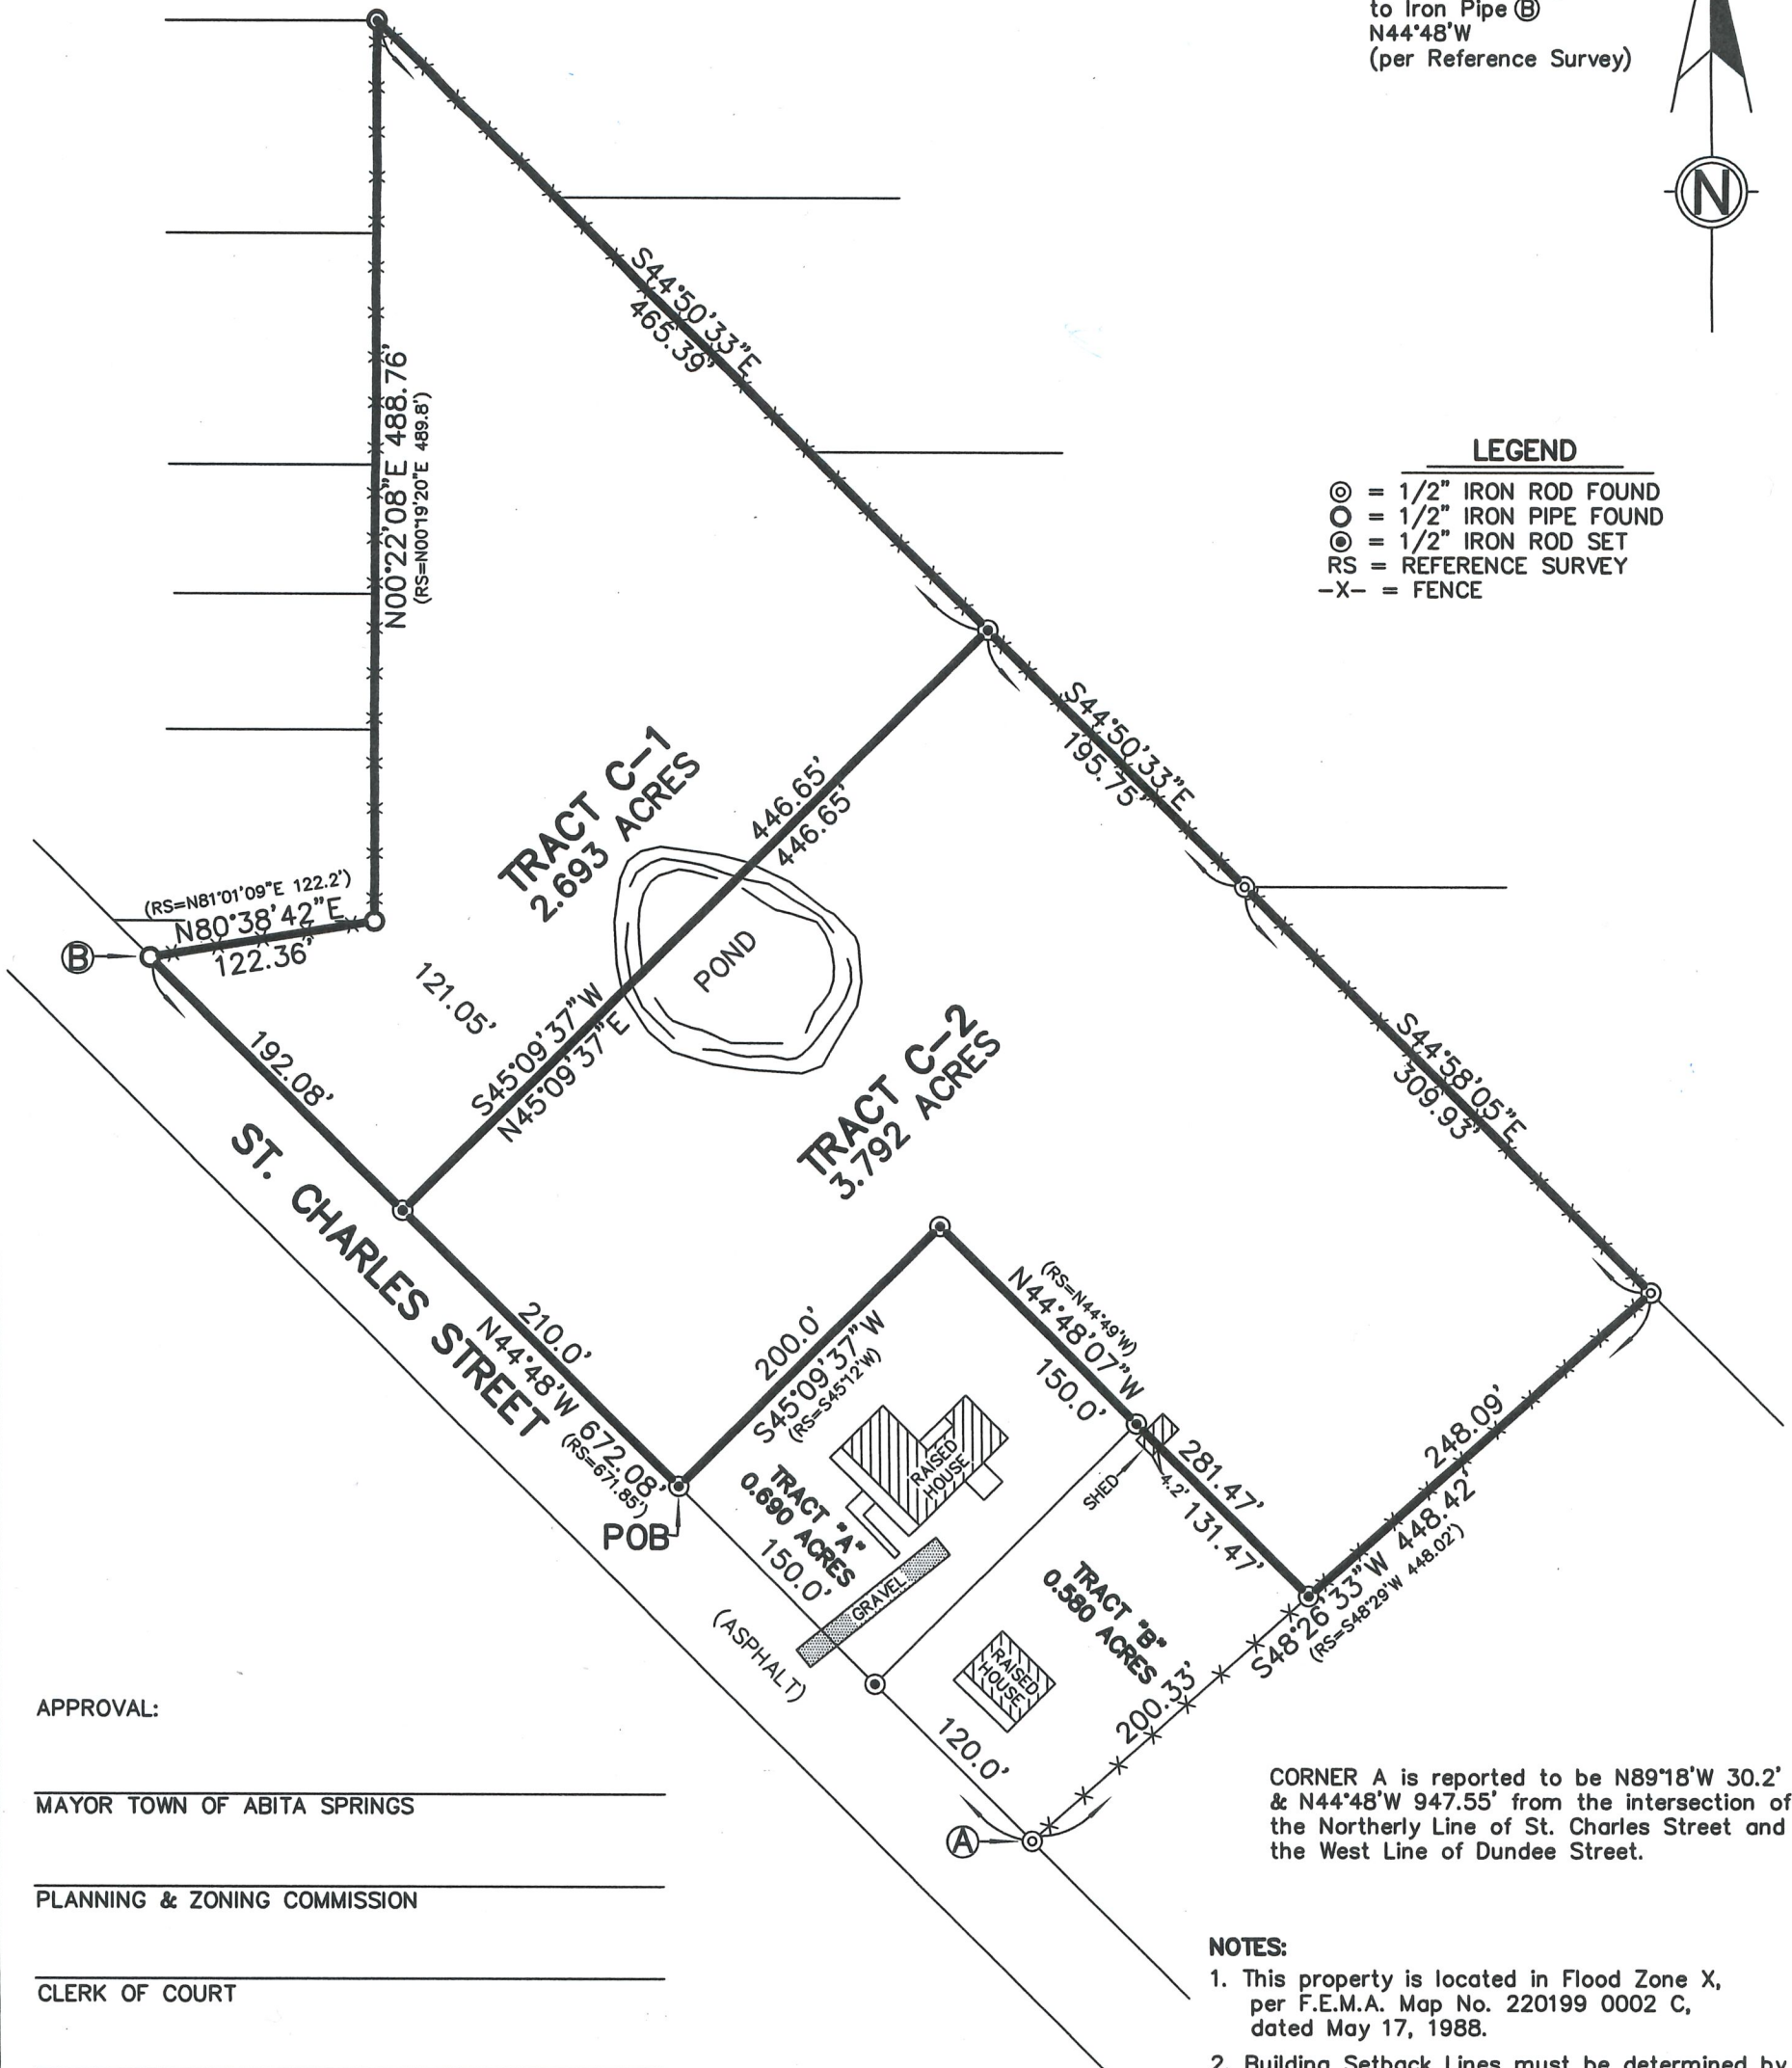 to Iron Pipe Ⓑ
N44°48'W
(per Reference Survey)
N
S44°50'33"E
465.39'
N00°22'08"E 488.76'
(RS=N00°19'20"E 489.8')
LEGEND
◎ = 1/2" IRON ROD FOUND
O = 1/2" IRON PIPE FOUND
◉ = 1/2" IRON ROD SET
RS = REFERENCE SURVEY
-X- = FENCE
S44°50'33"E
195.75'
TRACT C-1
2.693 ACRES
446.65'
446.65'
(RS=N81°01'09"E 122.2')
N80°38'42"E
122.36'
B
121.05'
POND
S45°09'37"W
N45°09'37"E
192.08'
TRACT C-2
3.792 ACRES
S44°58'05"E
309.93'
ST. CHARLES STREET
210.0'
N44°48'W 672.08'
(RS=671.85')
200.0'
S45°09'37"W
(RS=S45°12'W)
(RS=N44°49'W)
N44°48'07"W
150.0'
POB
RAISED
HOUSE
TRACT "A"
0.690 ACRES
150.0'
GRAVEL
(ASPHALT)
SHED
4.2'
281.47'
131.47'
248.09'
S48°26'33"W 448.42'
(RS=S48°29'W 448.02')
TRACT "B"
0.580 ACRES
RAISED
HOUSE
200.33'
120.0'
A
APPROVAL:
MAYOR TOWN OF ABITA SPRINGS
PLANNING & ZONING COMMISSION
CLERK OF COURT
CORNER A is reported to be N89°18'W 30.2'
& N44°48'W 947.55' from the intersection of
the Northerly Line of St. Charles Street and
the West Line of Dundee Street.
NOTES:
1. This property is located in Flood Zone X,
per F.E.M.A. Map No. 220199 0002 C,
dated May 17, 1988.
2. Building Setback Lines must be determined by